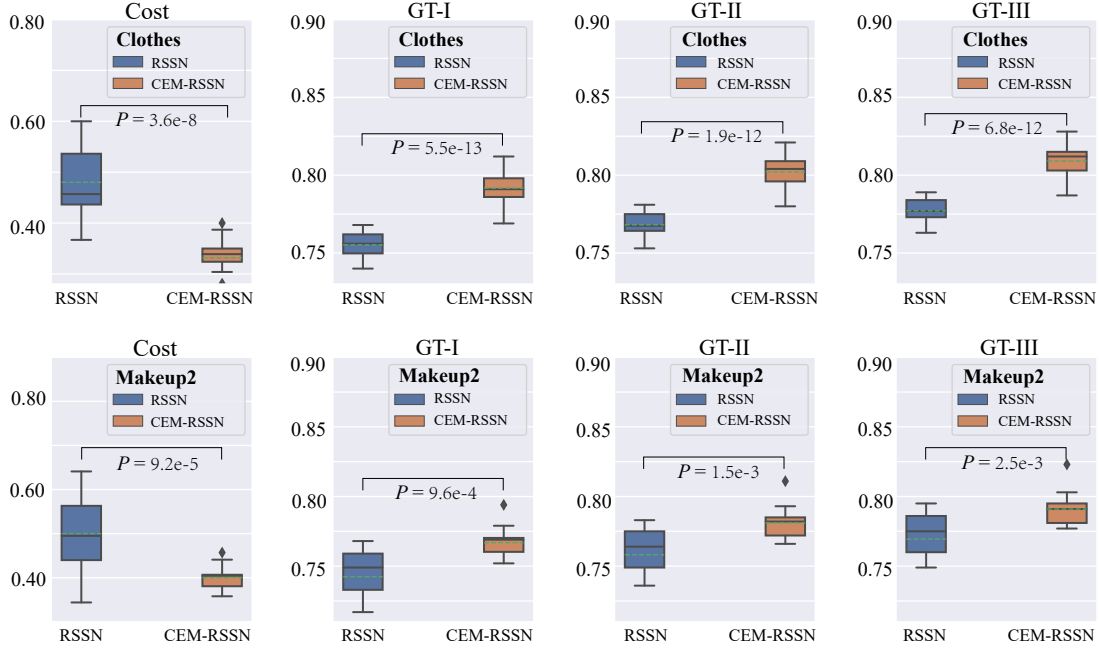 Cost
0.80
0.60
0.40
Clothes
RSSN
CEM-RSSN
P = 3.6e-8
RSSN
CEM-RSSN
GT-I
0.90
0.85
0.80
0.75
Clothes
RSSN
CEM-RSSN
P = 5.5e-13
RSSN
CEM-RSSN
GT-II
0.90
0.85
0.80
0.75
Clothes
RSSN
CEM-RSSN
P = 1.9e-12
RSSN
CEM-RSSN
GT-III
0.90
0.85
0.80
0.75
Clothes
RSSN
CEM-RSSN
P = 6.8e-12
RSSN
CEM-RSSN
Cost
0.80
0.60
0.40
Makeup2
RSSN
CEM-RSSN
P = 9.2e-5
RSSN
CEM-RSSN
GT-I
0.90
0.85
0.80
0.75
Makeup2
RSSN
CEM-RSSN
P = 9.6e-4
RSSN
CEM-RSSN
GT-II
0.90
0.85
0.80
0.75
Makeup2
RSSN
CEM-RSSN
P = 1.5e-3
RSSN
CEM-RSSN
GT-III
0.90
0.85
0.80
0.75
Makeup2
RSSN
CEM-RSSN
P = 2.5e-3
RSSN
CEM-RSSN